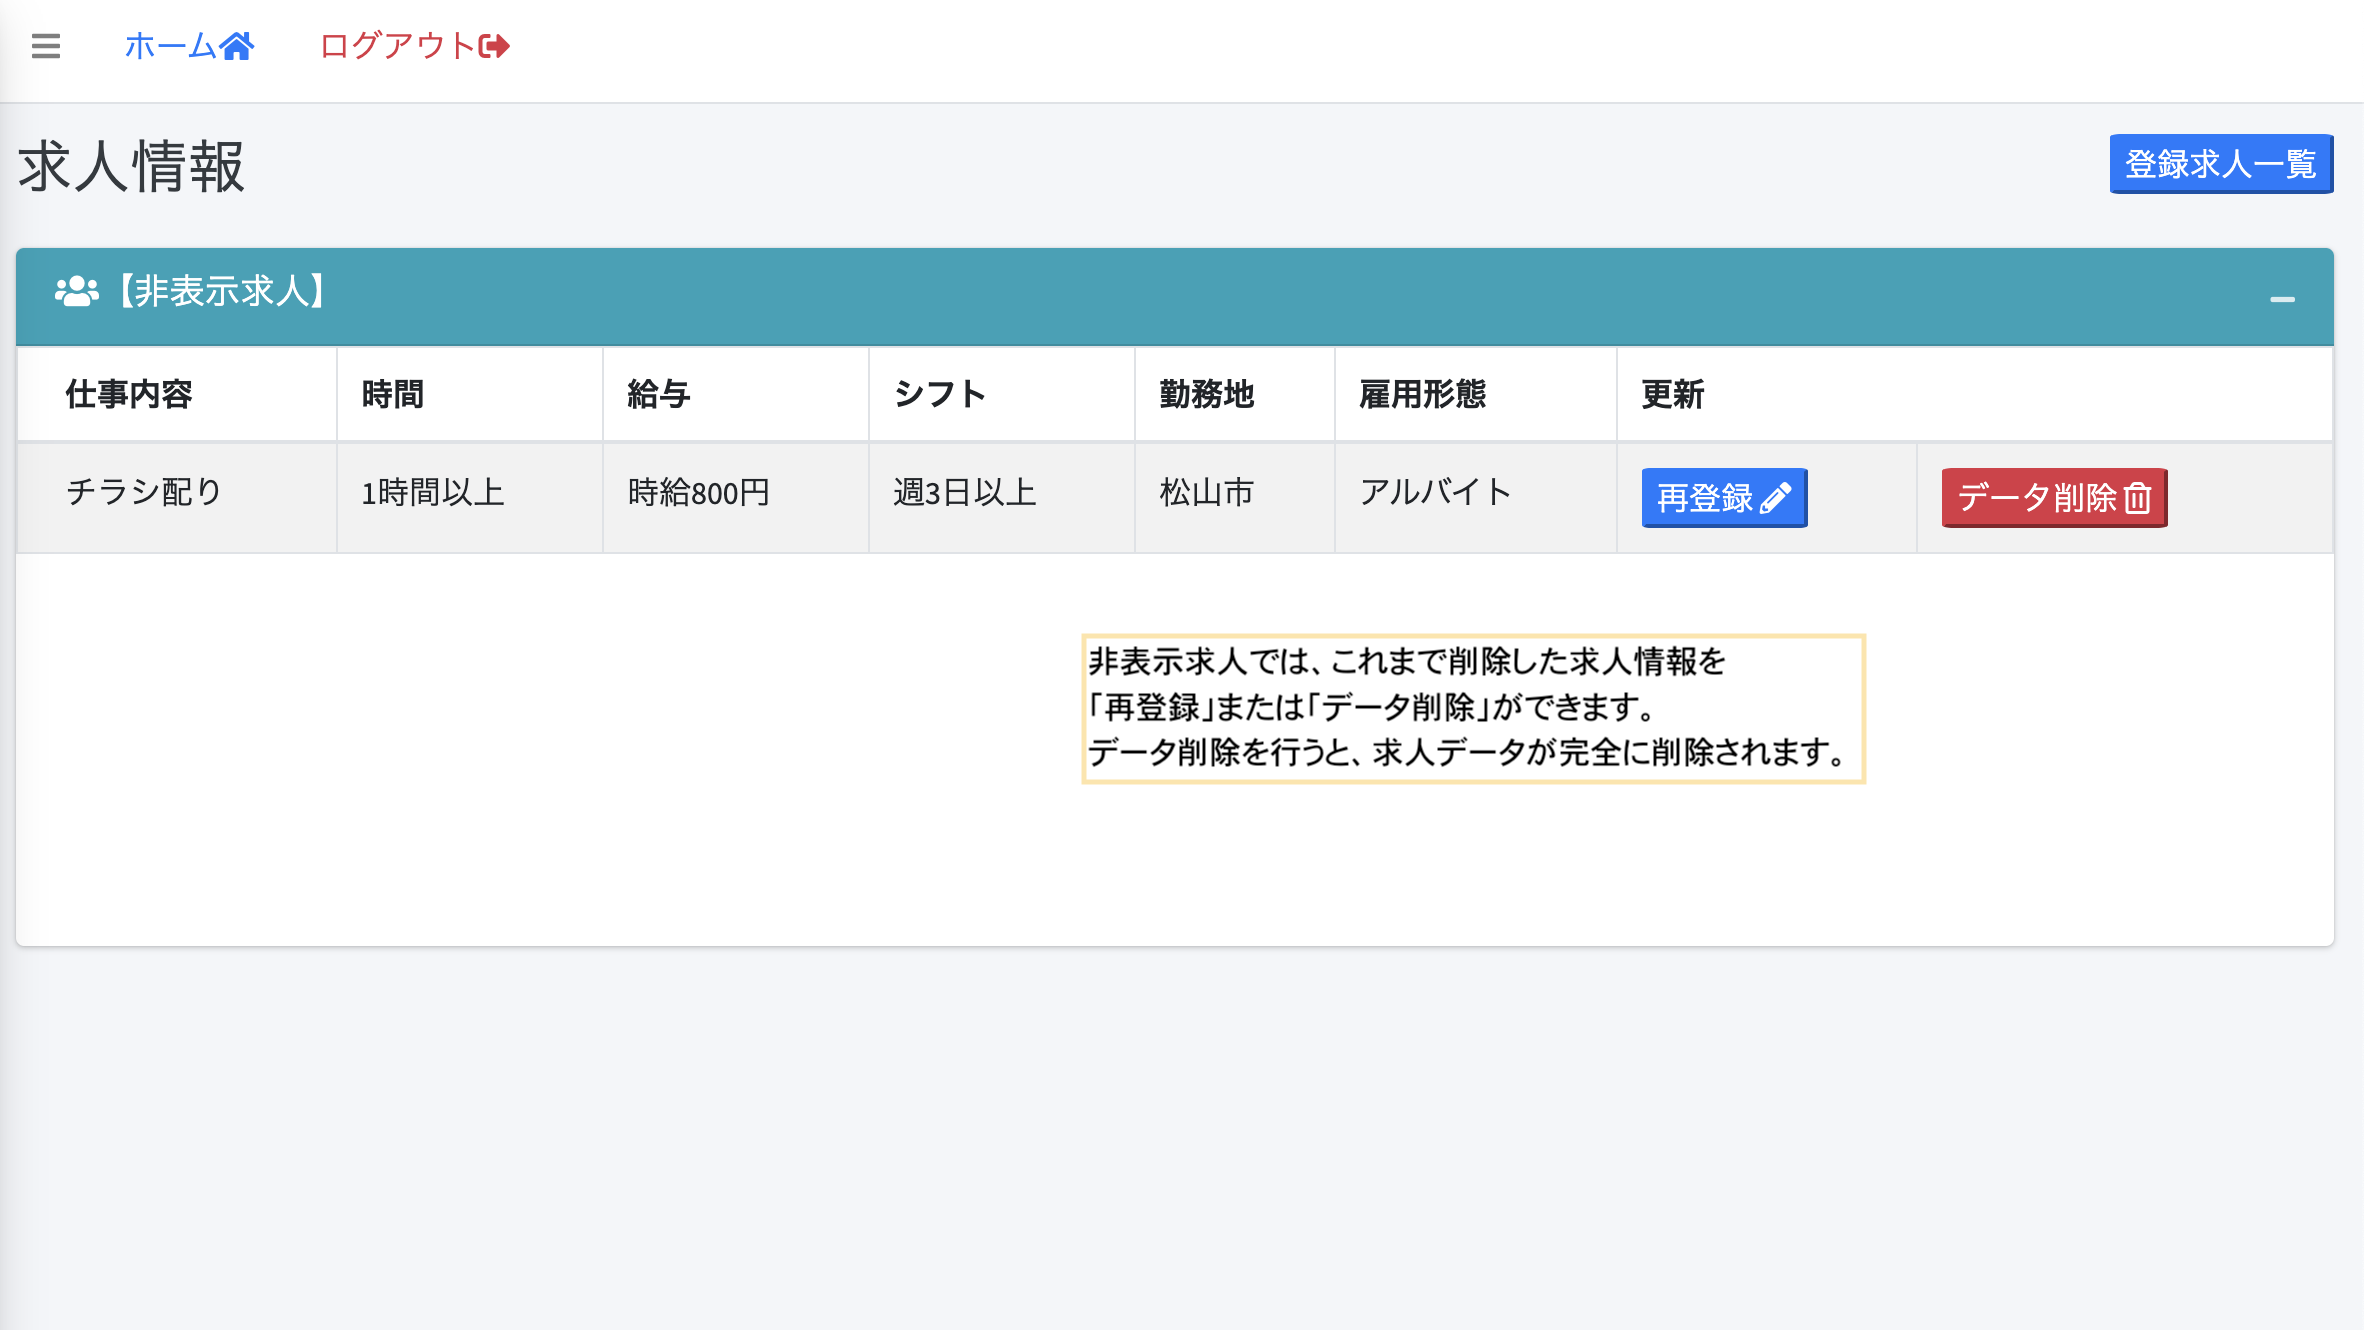 ホーム
ログアウト
求人情報
登録求人一覧
【非表示求人】
仕事内容 時間 給与 シフト 勤務地 雇用形態 更新
チラシ配り 1時間以上 時給800円 週3日以上 松山市 アルバイト 再登録 データ削除
非表示求人では、これまで削除した求人情報を
「再登録」または「データ削除」ができます。
データ削除を行うと、求人データが完全に削除されます。